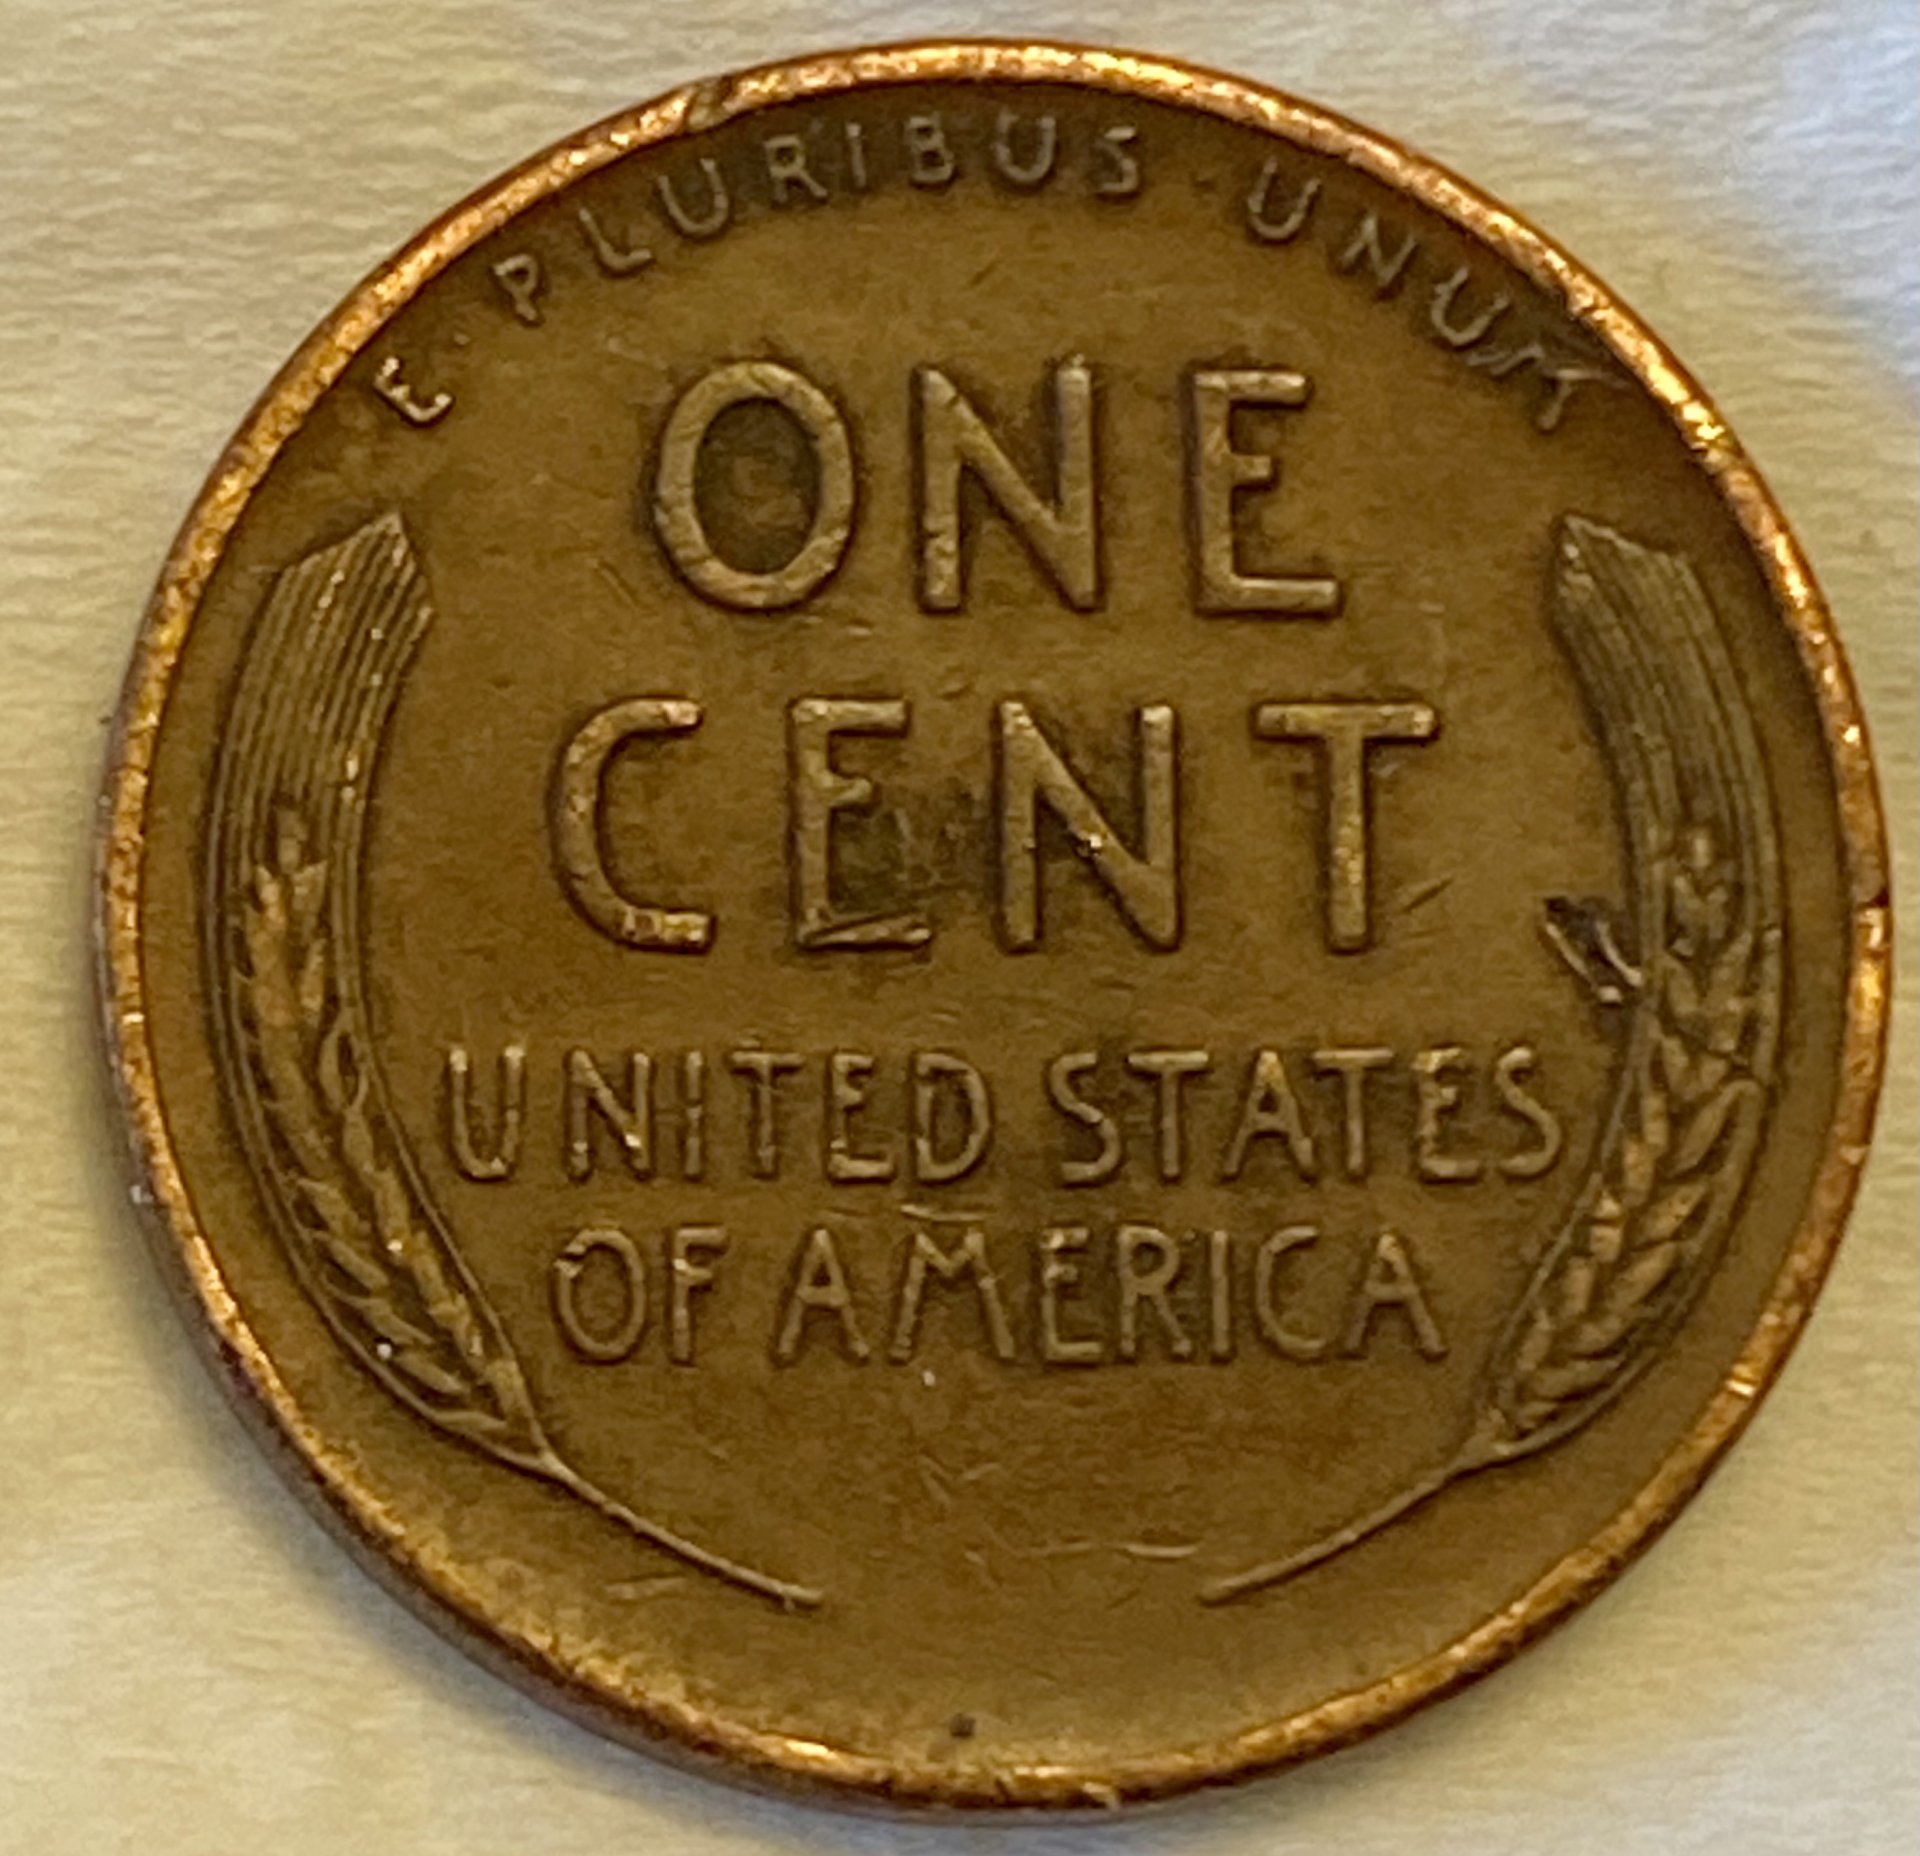 E·PLURIBUS·UNUM
ONE
CENT
UNITED STATES
OF AMERICA